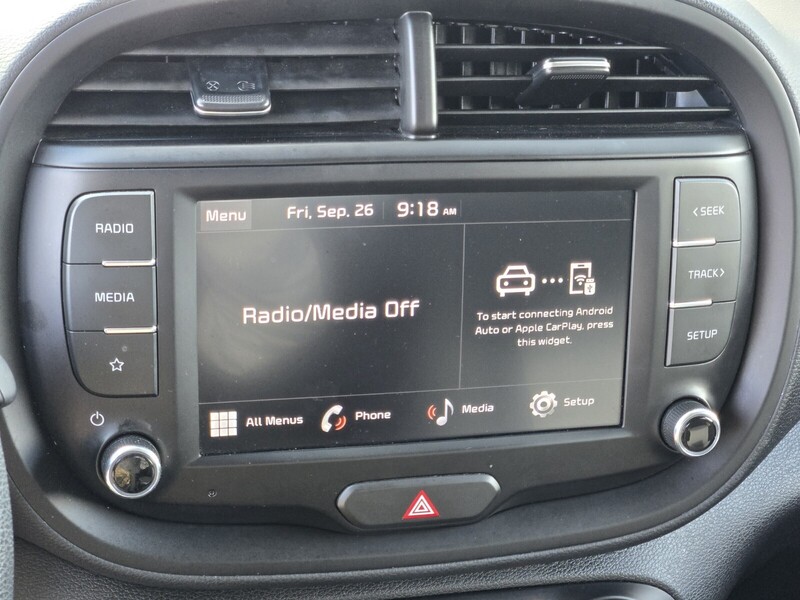 RADIO
MEDIA
Menu
Fri, Sep. 26
9:18 AM
Radio/Media Off
To start connecting Android
Auto or Apple CarPlay, press
this widget.
All Menus
Phone
Media
Setup
< SEEK
TRACK >
SETUP